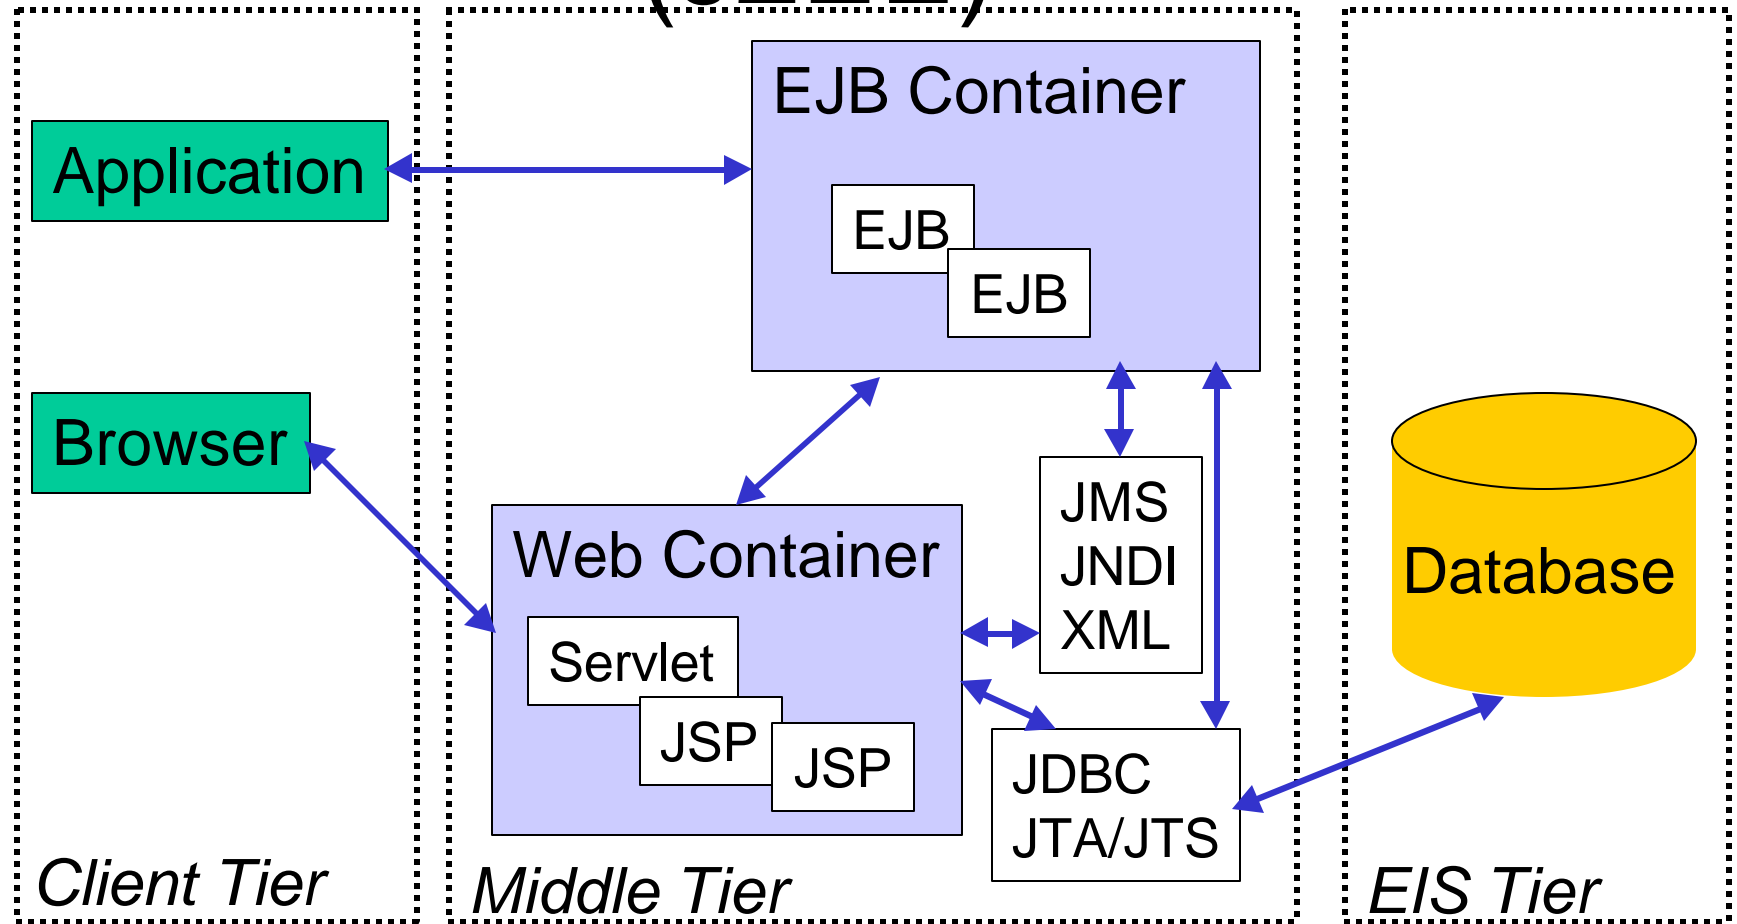 Application
EJB Container
EJB
EJB
Browser
Web Container
Servlet
JSP
JSP
JMS
JNDI
XML
JDBC
JTA/JTS
Database
Client Tier
Middle Tier
EIS Tier